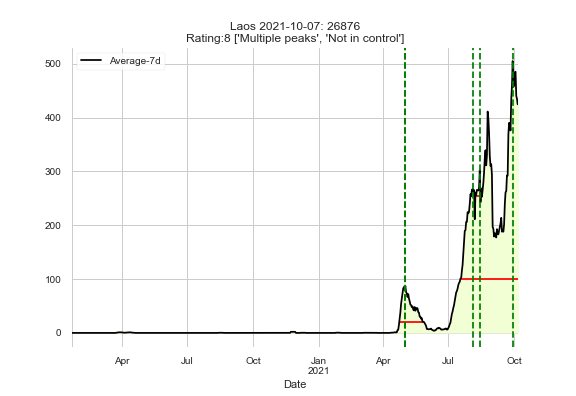 Laos 2021-10-07: 26876
Rating:8 ['Multiple peaks', 'Not in control']
Average-7d
500
400
300
200
100
0
Apr
Jul
Oct
Jan
2021
Apr
Jul
Oct
Date